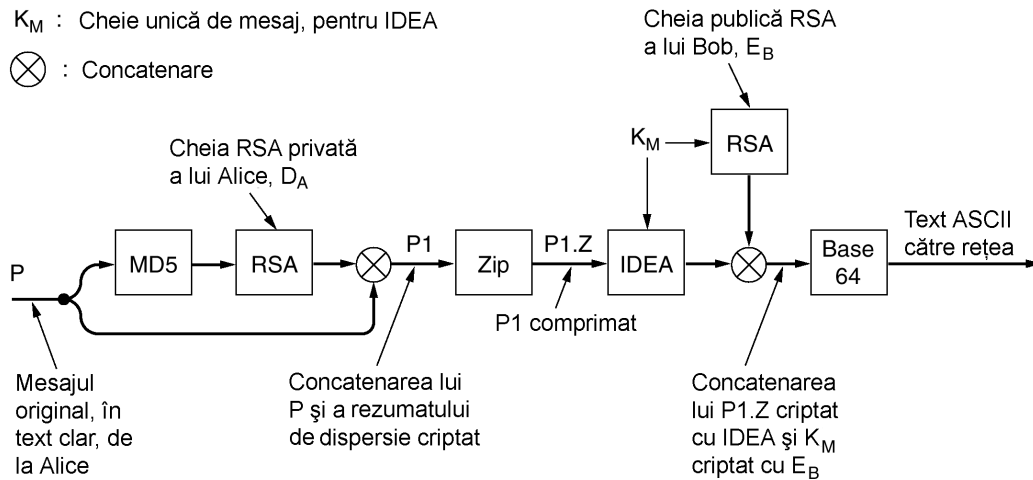 K_M : Cheie unică de mesaj, pentru IDEA
: Concatenare
Cheia publică RSA
a lui Bob, E_B
Cheia RSA privată
a lui Alice, D_A
K_M
RSA
P
MD5
RSA
P1
Zip
P1.Z
IDEA
Base
64
Text ASCII
către rețea
P1 comprimat
Mesajul
original, în
text clar, de
la Alice
Concatenarea lui
P şi a rezumatului
de dispersie criptat
Concatenarea
lui P1.Z criptat
cu IDEA şi K_M
criptat cu E_B